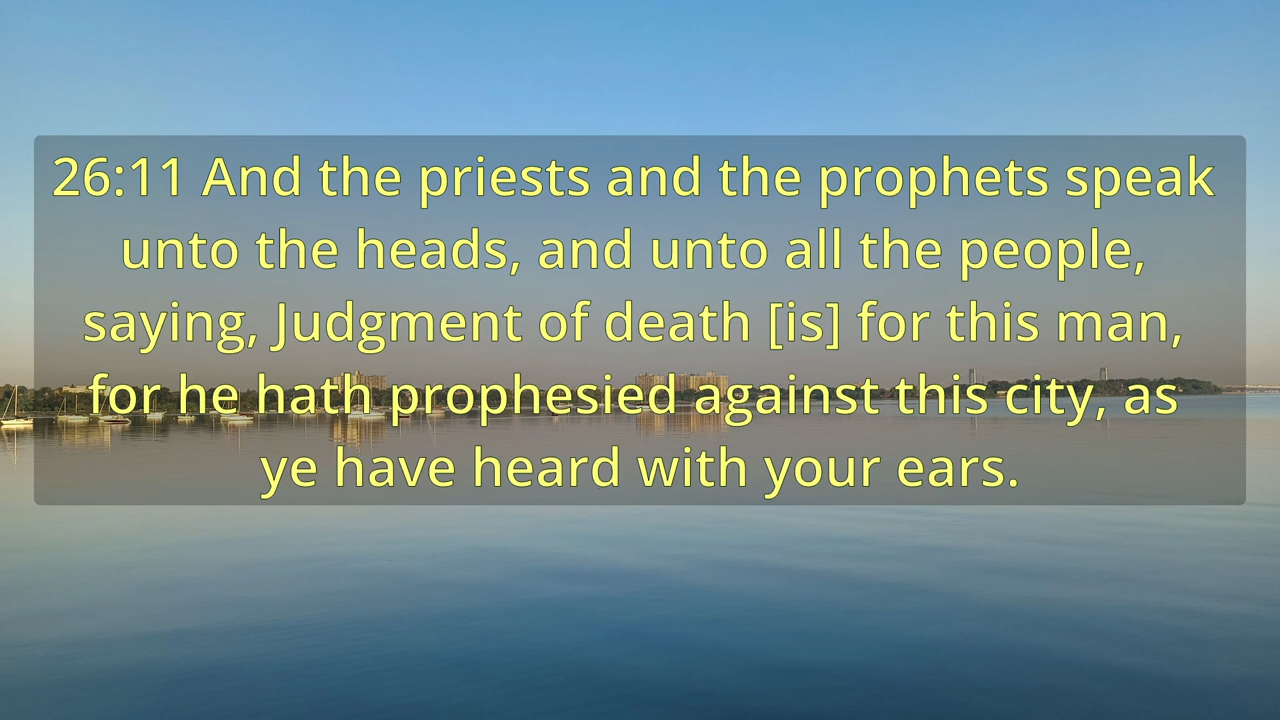 26:11 And the priests and the prophets speak
unto the heads, and unto all the people,
saying, Judgment of death [is] for this man,
for he hath prophesied against this city, as
ye have heard with your ears.